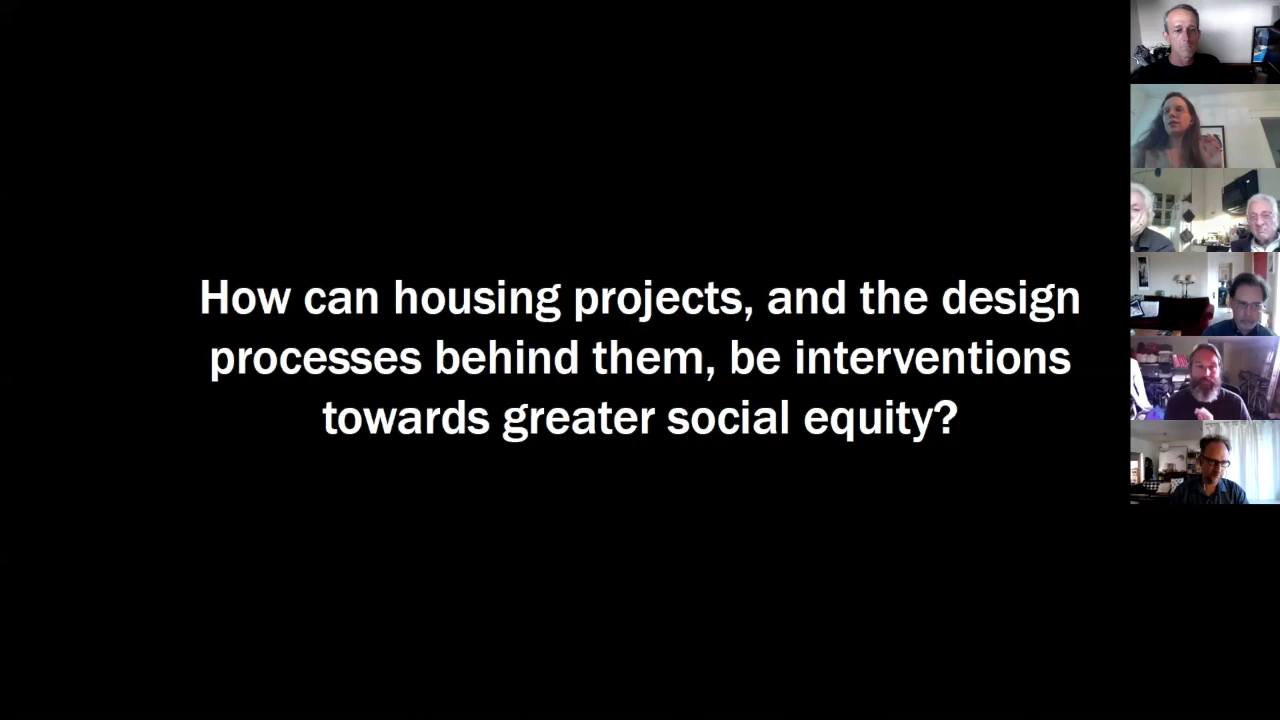 How can housing projects, and the design
processes behind them, be interventions
towards greater social equity?